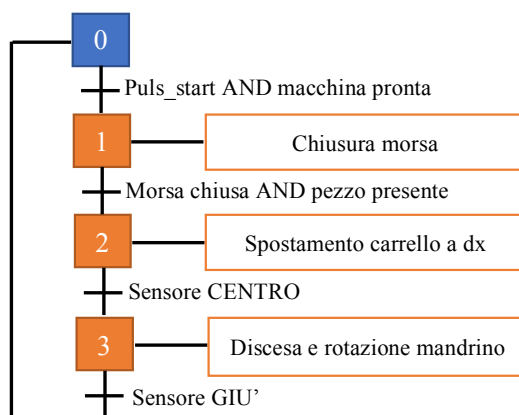 0
Puls_start AND macchina pronta
1
Chiusura morsa
Morsa chiusa AND pezzo presente
2
Spostamento carrello a dx
Sensore CENTRO
3
Discesa e rotazione mandrino
Sensore GIU’